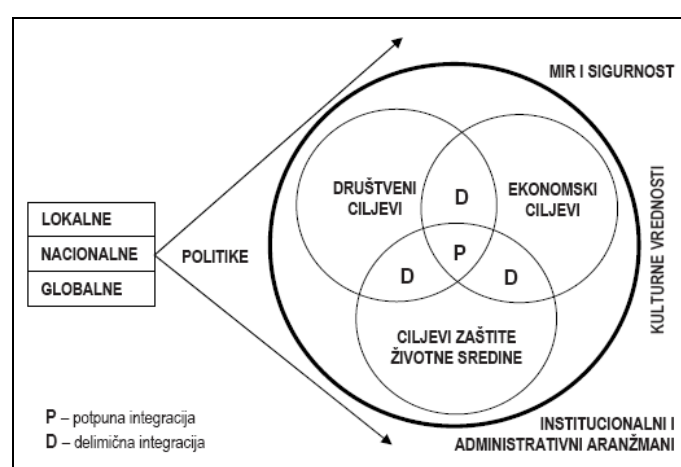 MIR I SIGURNOST
DRUŠTVENI
CILJEVI
D
EKONOMSKI
CILJEVI
KULTURNE VREDNOSTI
LOKALNE
NACIONALNE
GLOBALNE
POLITIKE
P
D
D
CILJEVI ZAŠTITE
ŽIVOTNE SREDINE
P – potpuna integracija
D – delimična integracija
INSTITUCIONALNI I
ADMINISTRATIVNI ARANŽMANI